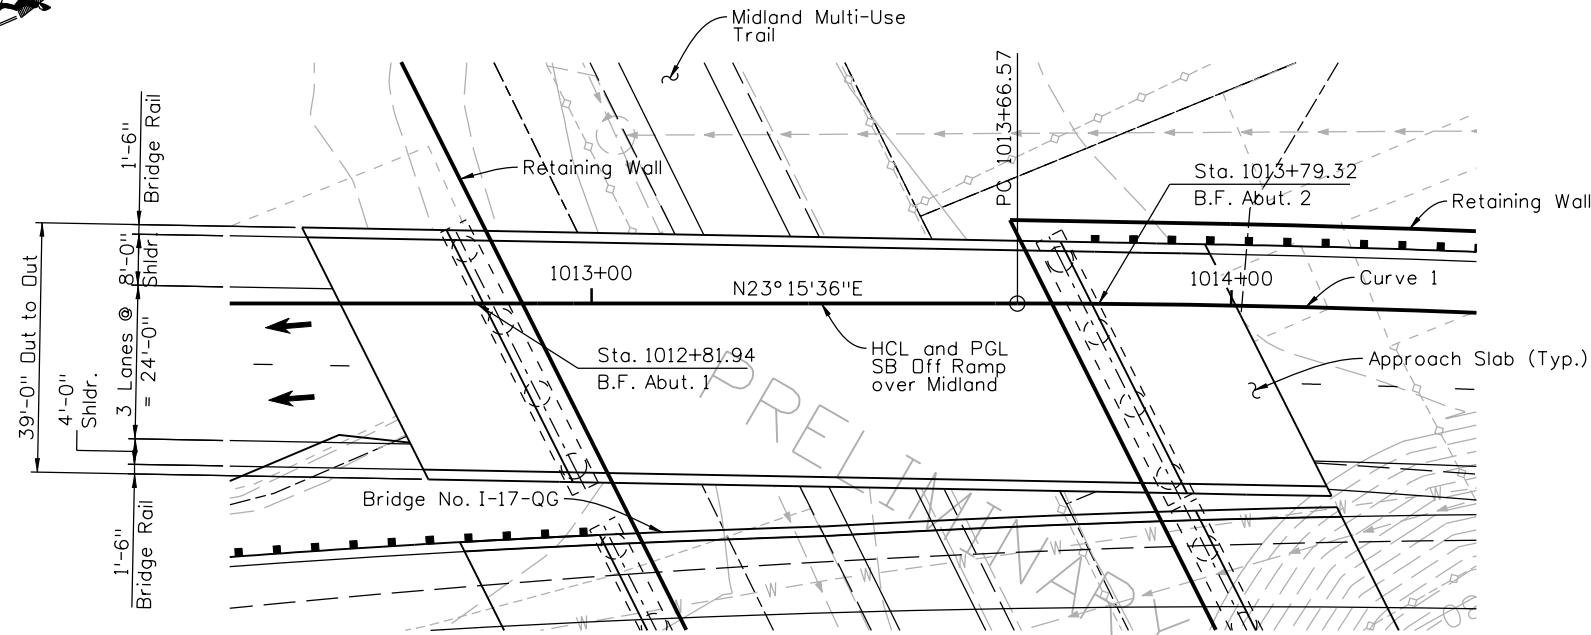 Midland Multi-Use
Trail
PC 1013+66.57
1'-6"
Bridge Rail
Retaining Wall
Sta. 1013+79.32
B.F. Abut. 2
Retaining Wall
39'-0" Out to Out
8'-0"
Shldr.
3 Lanes @
= 24'-0"
4'-0"
Shldr.
1'-6"
Bridge Rail
1013+00
N23°15'36"E
1014+00
Curve 1
Sta. 1012+81.94
B.F. Abut. 1
HCL and PGL
SB Off Ramp
over Midland
Approach Slab (Typ.)
Bridge No. I-17-QG
PRELIMINARY
W
W
W
W
W
W
W